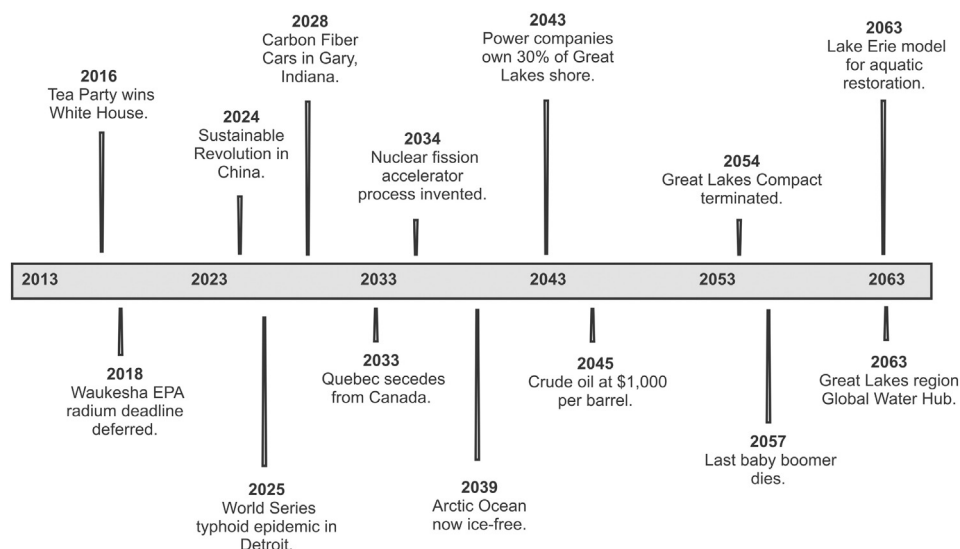 2016
Tea Party wins
White House.
2024
Sustainable
Revolution in
China.
2028
Carbon Fiber
Cars in Gary,
Indiana.
2034
Nuclear fission
accelerator
process invented.
2043
Power companies
own 30% of Great
Lakes shore.
2054
Great Lakes Compact
terminated.
2063
Lake Erie model
for aquatic
restoration.
2013 2023 2033 2043 2053 2063
2018
Waukesha EPA
radium deadline
deferred.
2025
World Series
typhoid epidemic in
Detroit.
2033
Quebec secedes
from Canada.
2039
Arctic Ocean
now ice-free.
2045
Crude oil at $1,000
per barrel.
2057
Last baby boomer
dies.
2063
Great Lakes region
Global Water Hub.